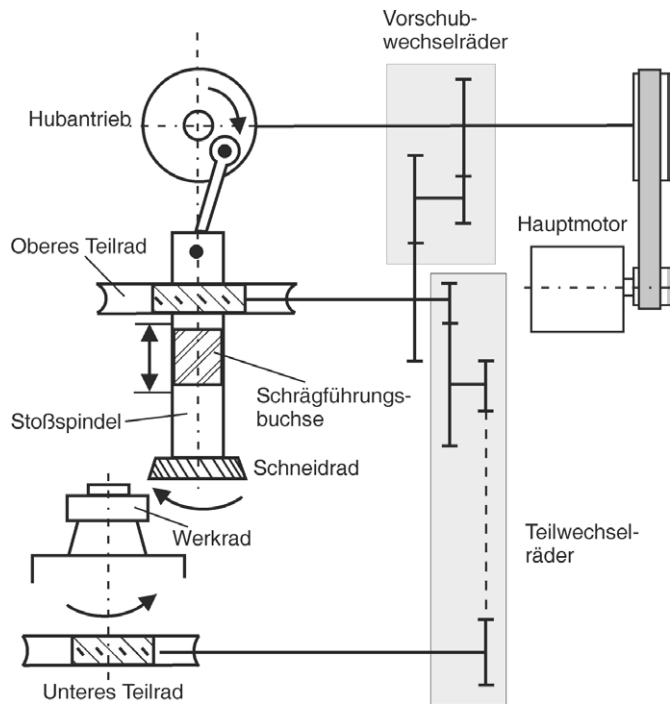 Vorschub-
wechselräder
Hubantrieb
Hauptmotor
Oberes Teilrad
Schrägführungs-
buchse
Stoßspindel
Schneidrad
Werkrad
Teilwechsel-
räder
Unteres Teilrad